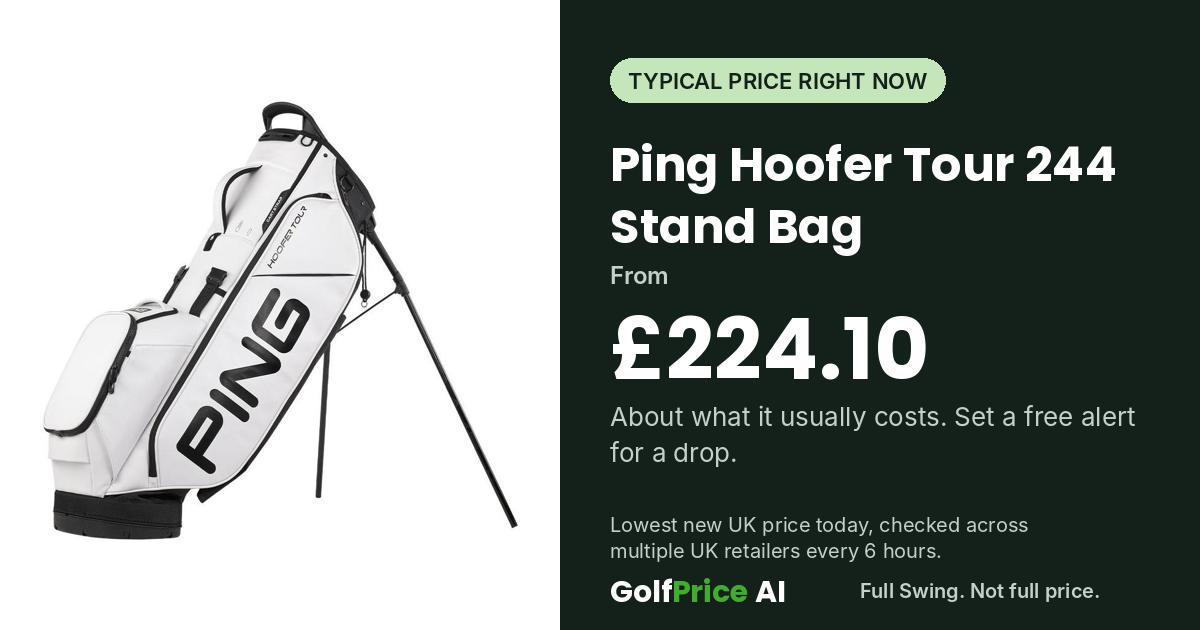 HOOFER TOUR
PING
TYPICAL PRICE RIGHT NOW
Ping Hoofer Tour 244
Stand Bag
From
£224.10
About what it usually costs. Set a free alert
for a drop.
Lowest new UK price today, checked across
multiple UK retailers every 6 hours.
GolfPrice AI
Full Swing. Not full price.